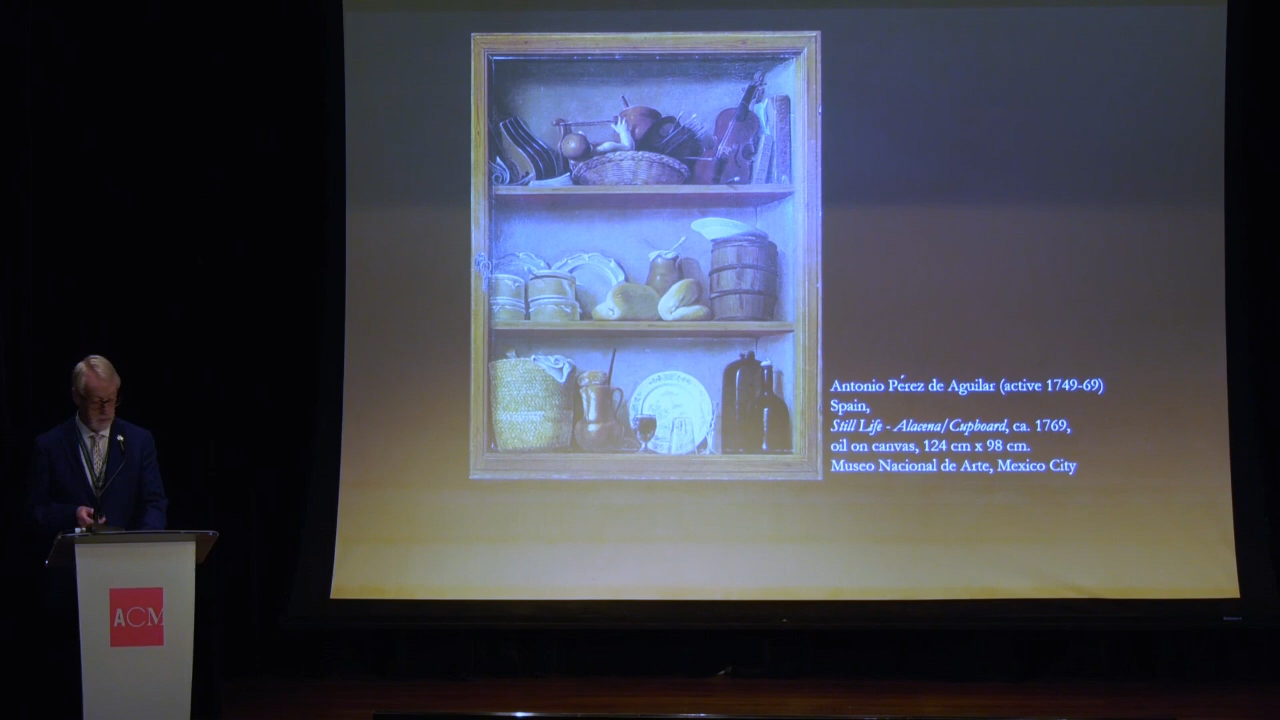 Antonio Pérez de Aguilar (active 1749-69)
Spain,
Still Life - Alacena/Cupboard, ca. 1769,
oil on canvas, 124 cm x 98 cm.
Museo Nacional de Arte, Mexico City
ACM